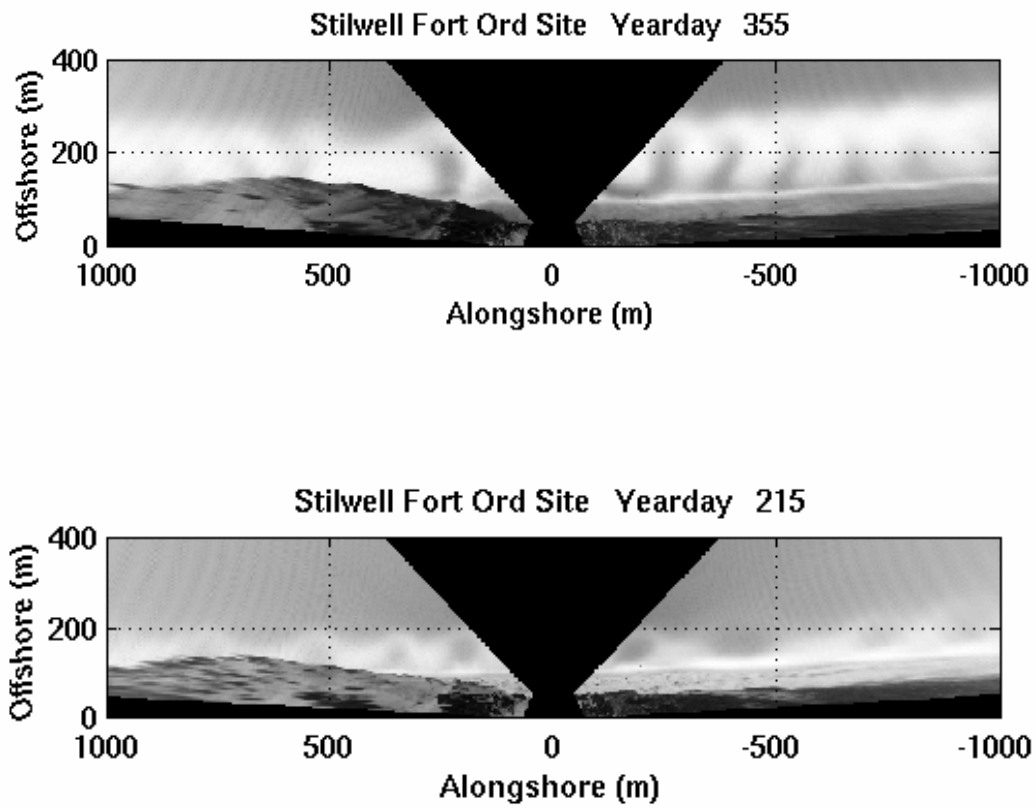 Stilwell Fort Ord Site Yearday 355
400
200
0
Offshore (m)
1000 500 0 -500 -1000
Alongshore (m)
Stilwell Fort Ord Site Yearday 215
400
200
0
Offshore (m)
1000 500 0 -500 -1000
Alongshore (m)